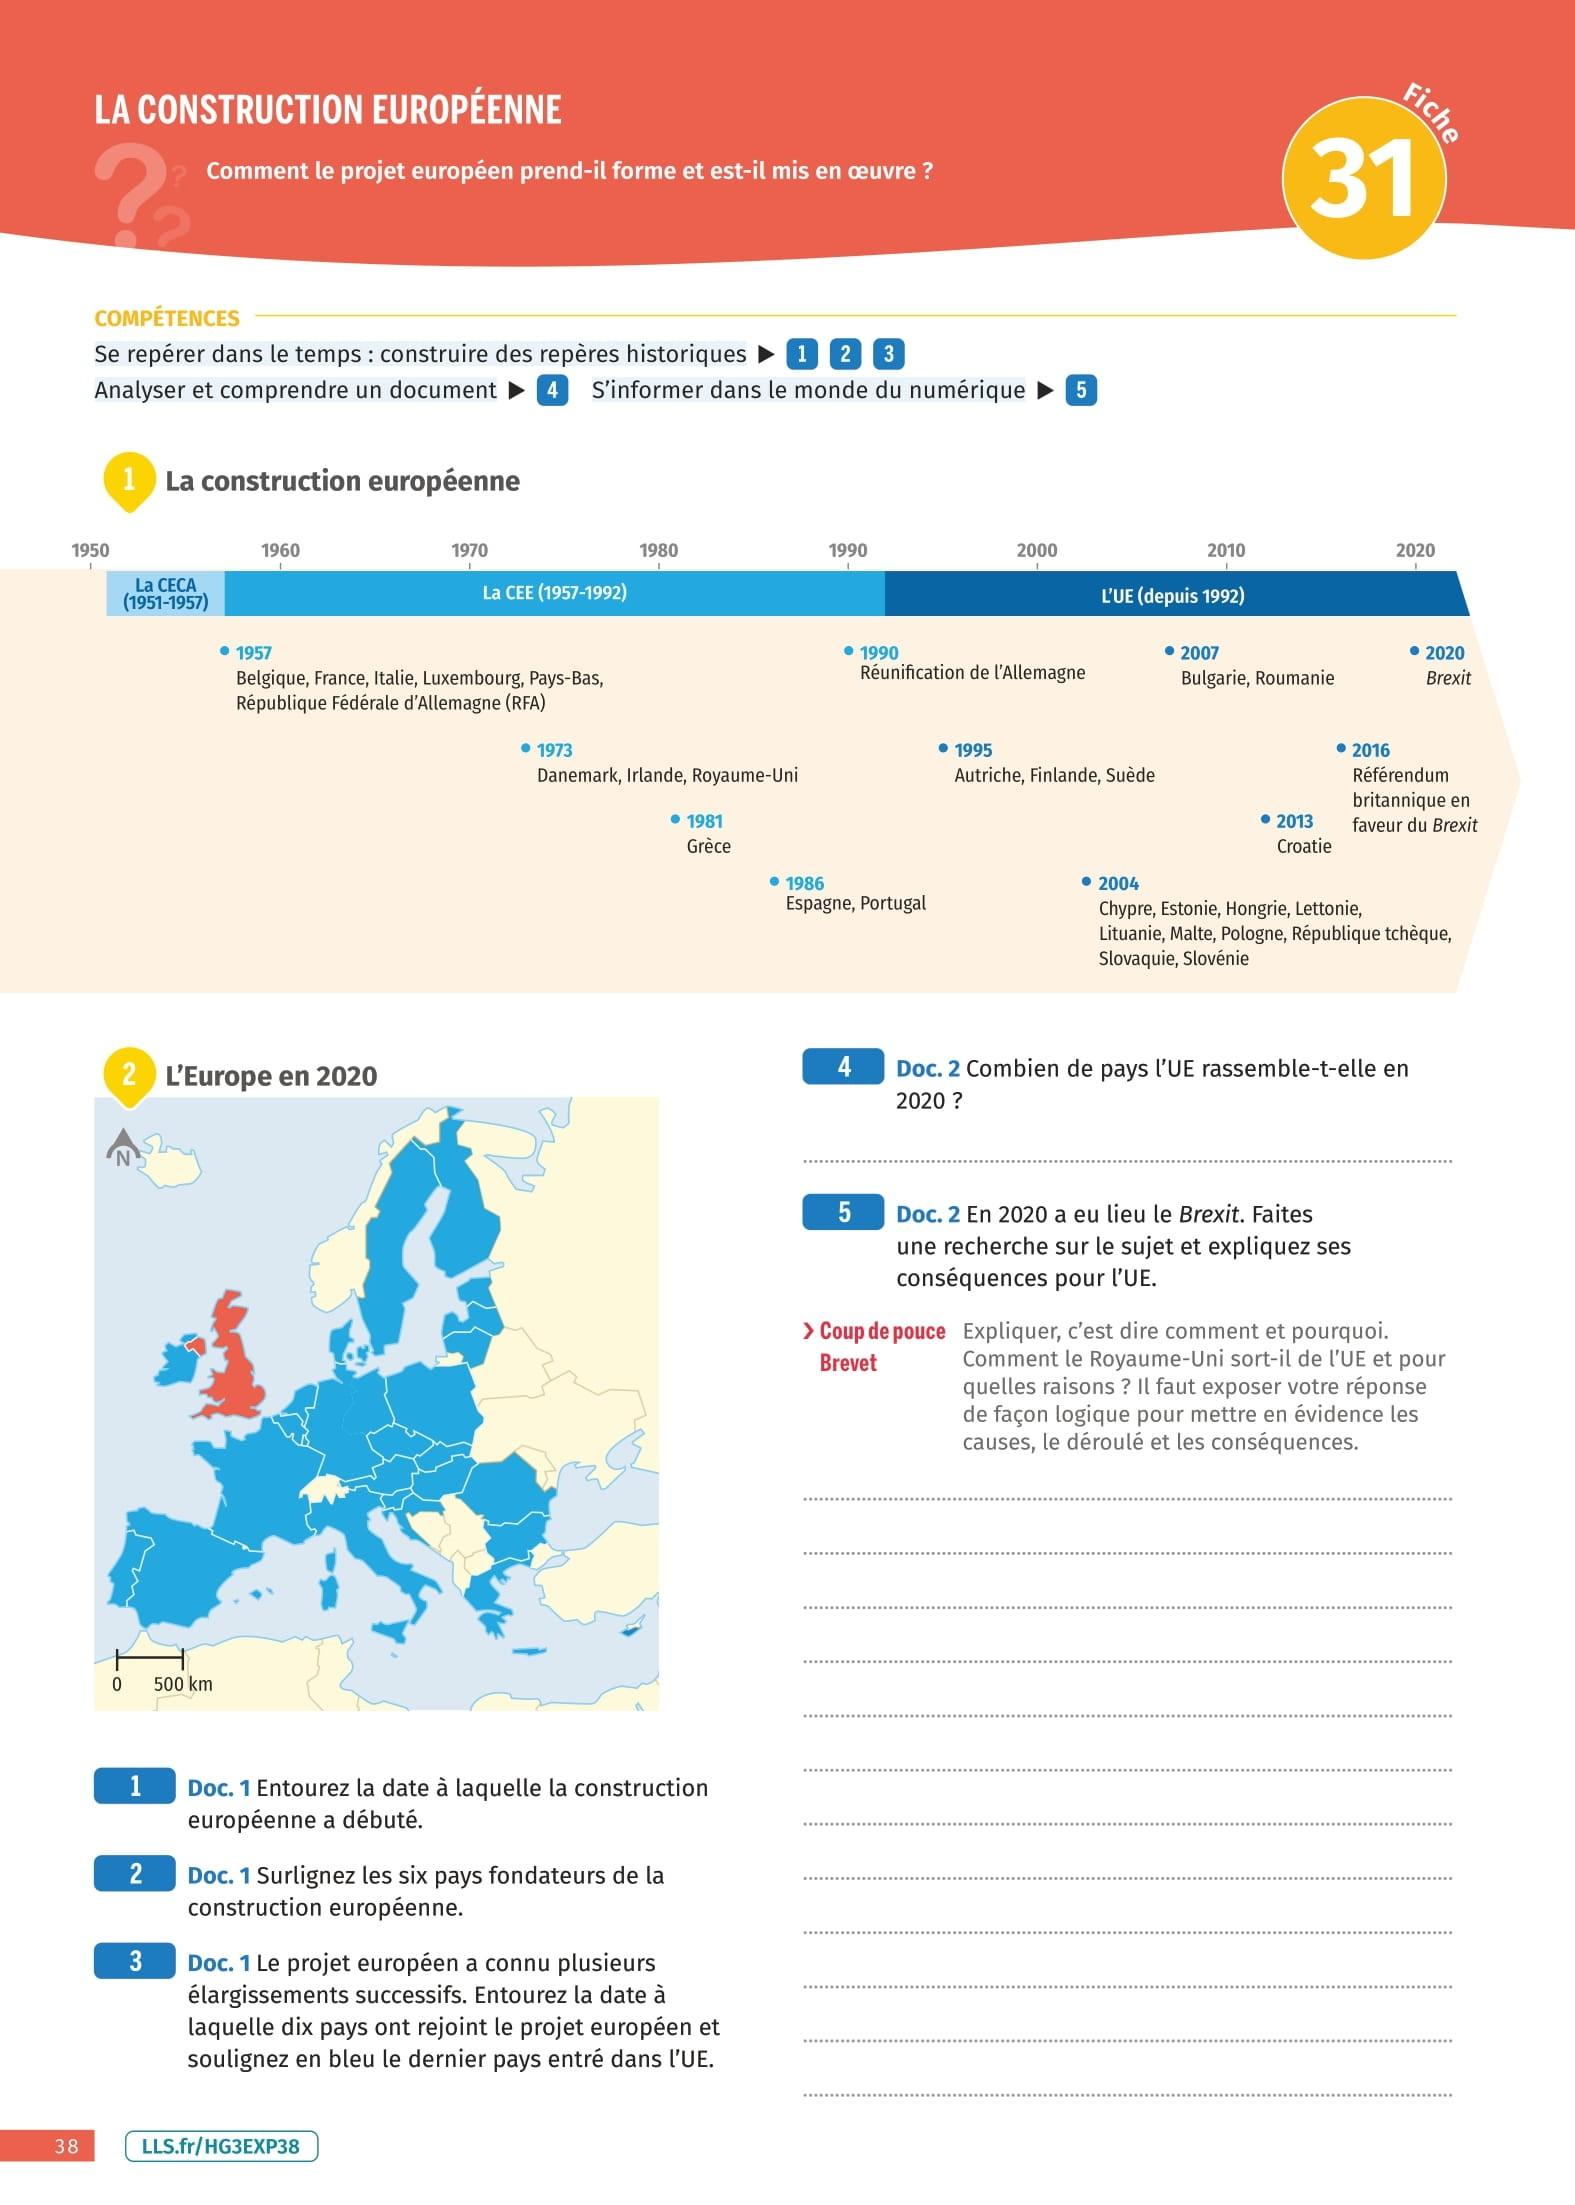 LA CONSTRUCTION EUROPÉENNE
Comment le projet européen prend-il forme et est-il mis en œuvre ?
Fiche
31
? ? ?
COMPÉTENCES
Se repérer dans le temps : construire des repères historiques ▶ 1 2 3
Analyser et comprendre un document ▶ 4 S'informer dans le monde du numérique ▶ 5
1 La construction européenne
1950 1960 1970 1980 1990 2000 2010 2020
La CECA
(1951-1957)
La CEE (1957-1992)
L'UE (depuis 1992)
1957
Belgique, France, Italie, Luxembourg, Pays-Bas,
République Fédérale d'Allemagne (RFA)
1990
Réunification de l'Allemagne
2007
Bulgarie, Roumanie
2020
Brexit
1973
Danemark, Irlande, Royaume-Uni
1995
Autriche, Finlande, Suède
2016
Référendum
britannique en
faveur du Brexit
1981
Grèce
2013
Croatie
1986
Espagne, Portugal
2004
Chypre, Estonie, Hongrie, Lettonie,
Lituanie, Malte, Pologne, République tchèque,
Slovaquie, Slovénie
2 L'Europe en 2020
N
0 500 km
1 Doc. 1 Entourez la date à laquelle la construction
européenne a débuté.
2 Doc. 1 Surlignez les six pays fondateurs de la
construction européenne.
3 Doc. 1 Le projet européen a connu plusieurs
élargissements successifs. Entourez la date à
laquelle dix pays ont rejoint le projet européen et
soulignez en bleu le dernier pays entré dans l'UE.
4 Doc. 2 Combien de pays l'UE rassemble-t-elle en
2020 ?
5 Doc. 2 En 2020 a eu lieu le Brexit. Faites
une recherche sur le sujet et expliquez ses
conséquences pour l'UE.
❯ Coup de pouce
Brevet
Expliquer, c'est dire comment et pourquoi.
Comment le Royaume-Uni sort-il de l'UE et pour
quelles raisons ? Il faut exposer votre réponse
de façon logique pour mettre en évidence les
causes, le déroulé et les conséquences.
38
LLS.fr/HG3EXP38